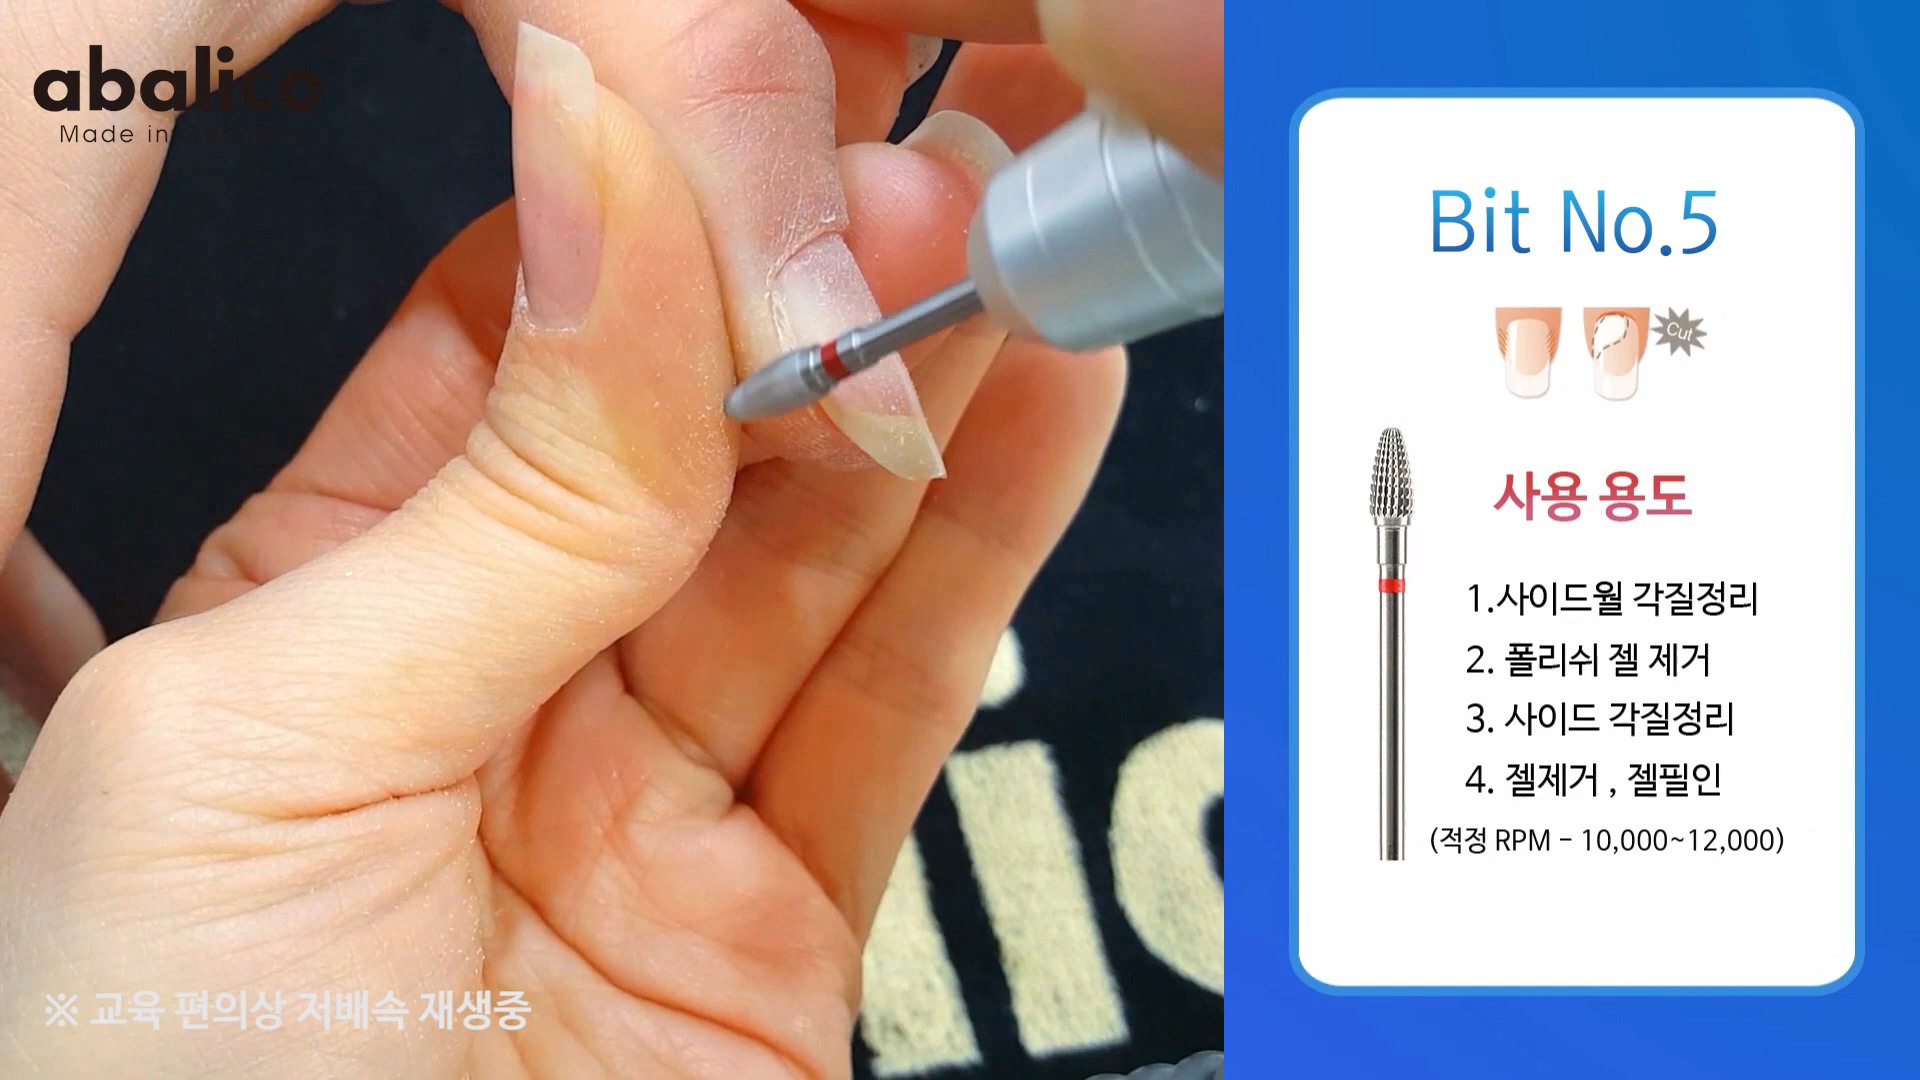 abalico
Made in Germany
Bit No.5
Cut
사용 용도
1.사이드월 각질정리
2. 폴리쉬 젤 제거
3. 사이드 각질정리
4. 젤제거 , 젤필인
(적정 RPM - 10,000~12,000)
※ 교육 편의상 저배속 재생중